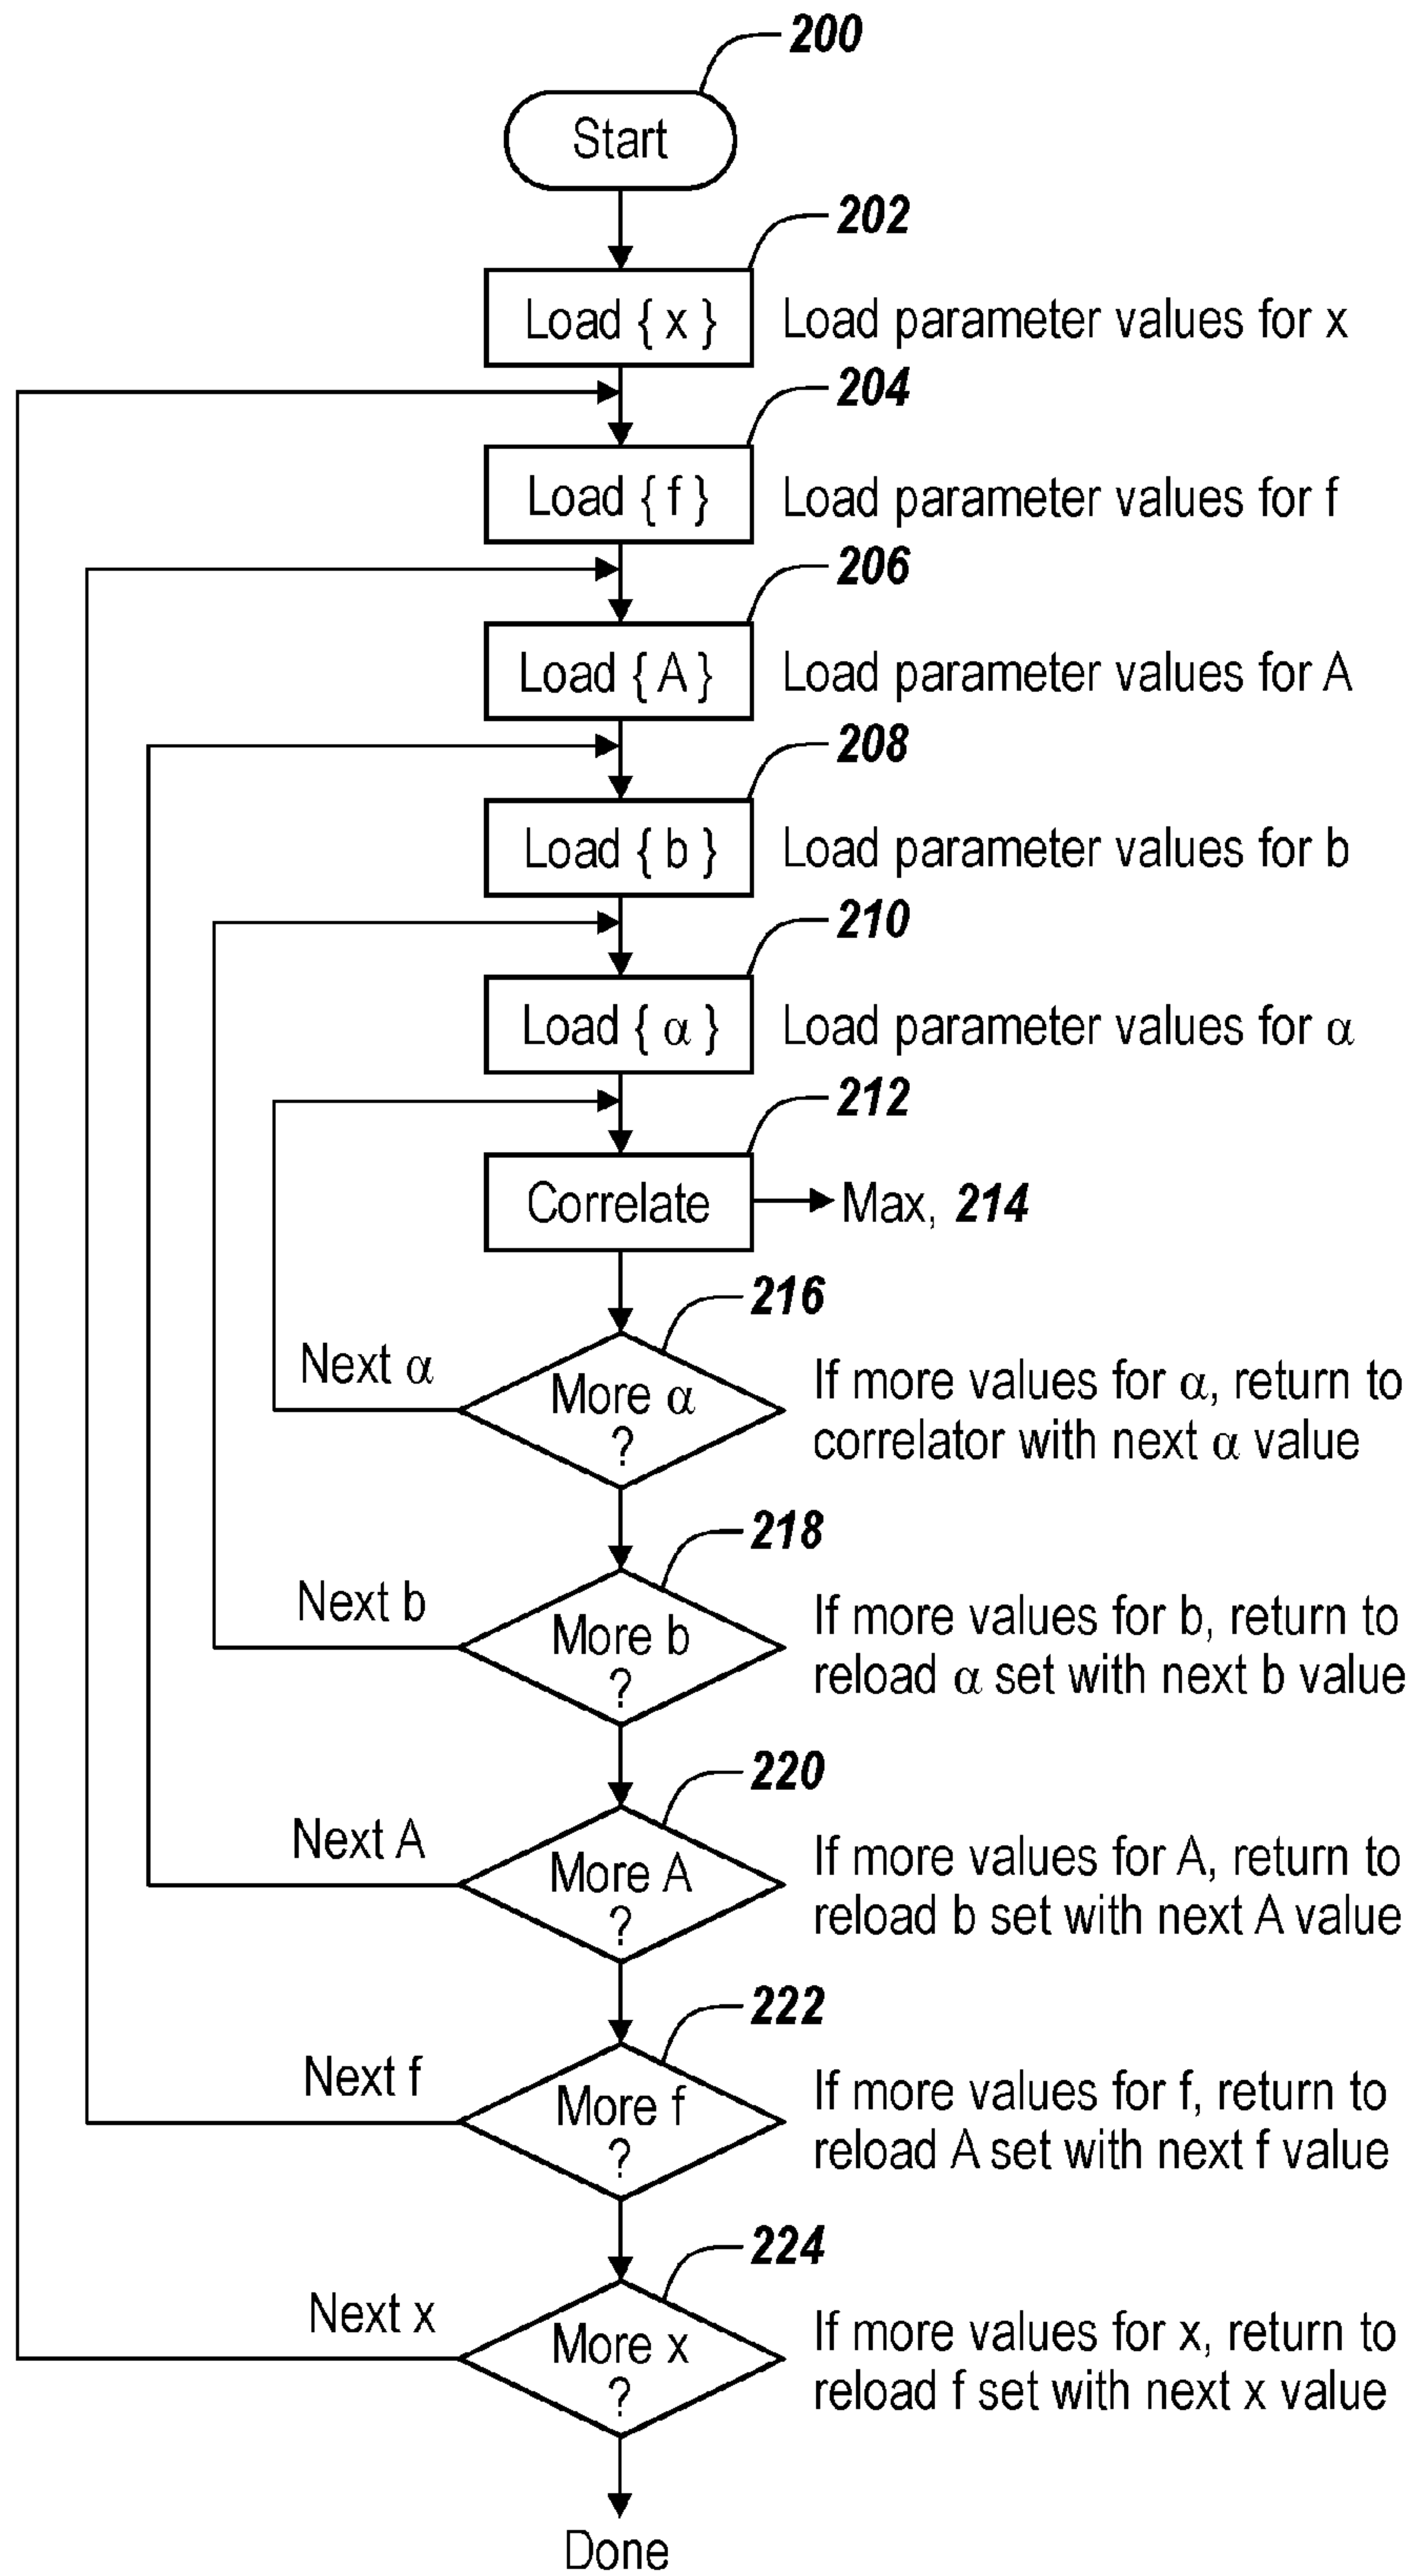 200
Start
202
Load { x } Load parameter values for x
204
Load { f } Load parameter values for f
206
Load { A } Load parameter values for A
208
Load { b } Load parameter values for b
210
Load { α } Load parameter values for α
212
Correlate Max, 214
216
Next α
More α
?
If more values for α, return to
correlator with next α value
218
Next b
More b
?
If more values for b, return to
reload α set with next b value
220
Next A
More A
?
If more values for A, return to
reload b set with next A value
222
Next f
More f
?
If more values for f, return to
reload A set with next f value
224
Next x
More x
?
If more values for x, return to
reload f set with next x value
Done